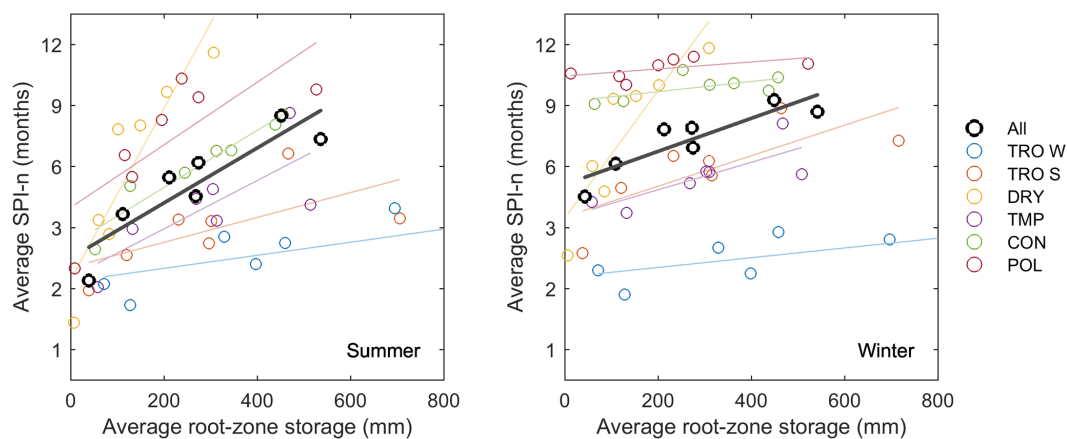 12
9
6
3
2
1
Average SPI-n (months)
Summer
0 200 400 600 800
Average root-zone storage (mm)
12
9
6
3
2
1
Average SPI-n (months)
Winter
0 200 400 600 800
Average root-zone storage (mm)
All
TRO W
TRO S
DRY
TMP
CON
POL